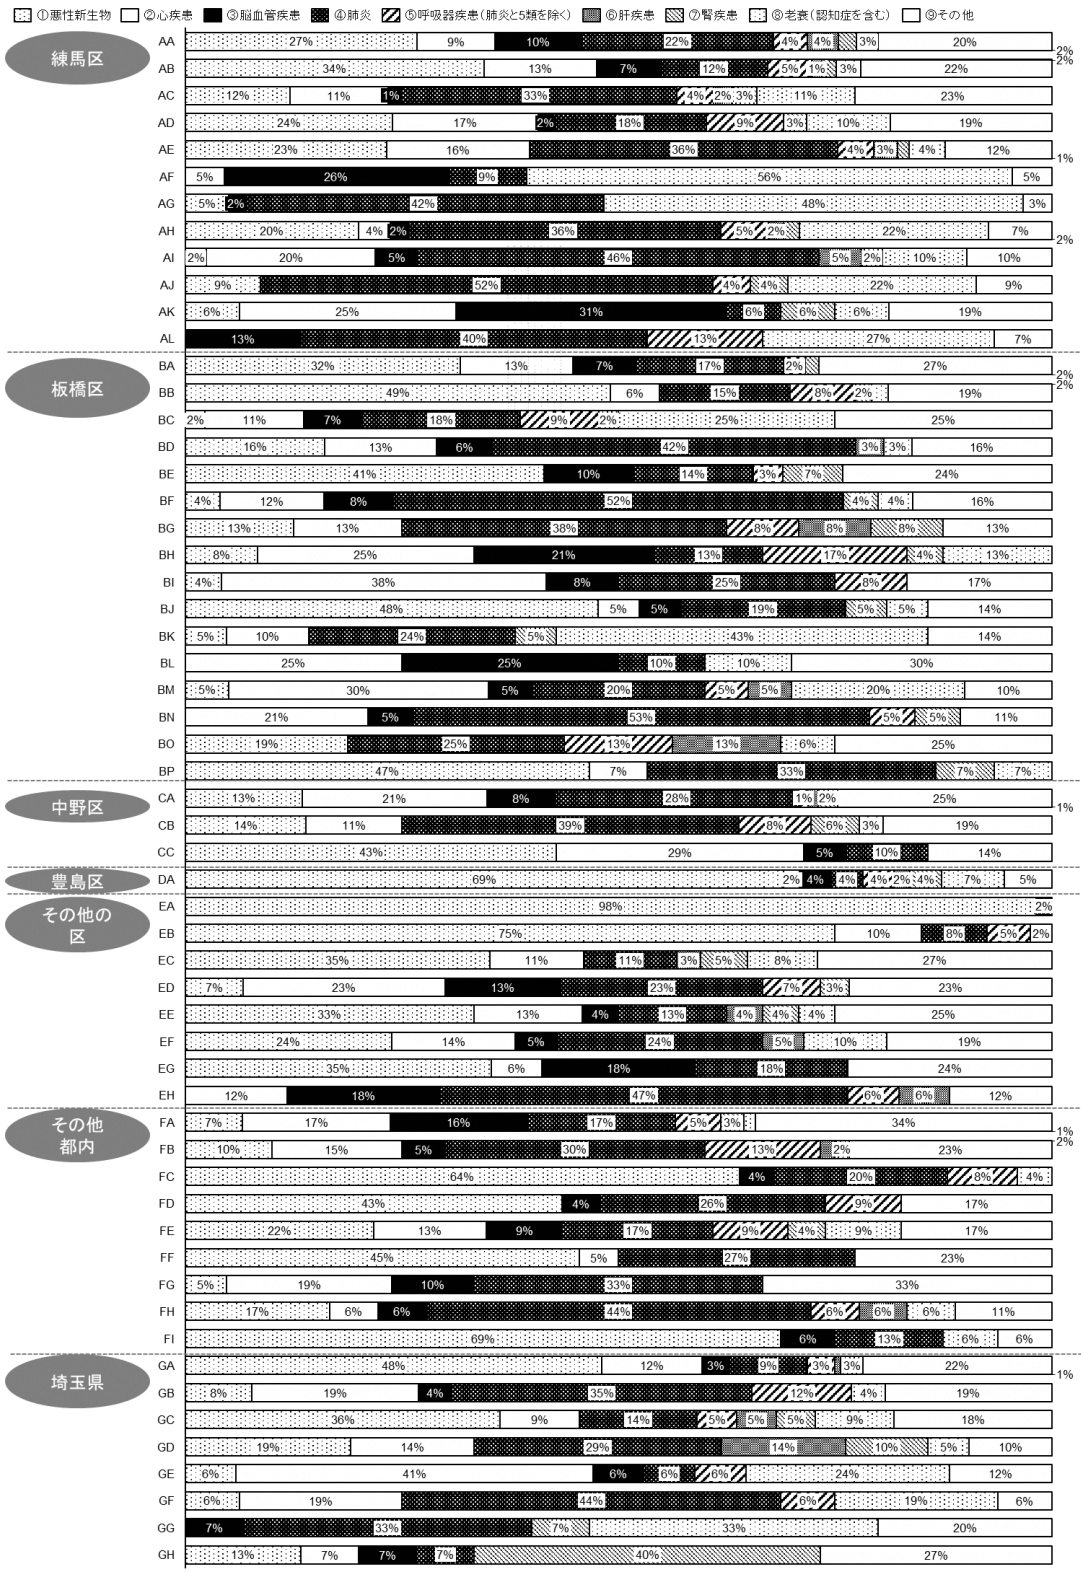 ①悪性新生物 ②心疾患 ③脳血管疾患 ④肺炎 ⑤呼吸器疾患(肺炎と5類を除く) ⑥肝疾患 ⑦腎疾患 ⑧老衰(認知症を含む) ⑨その他
練馬区
AA 27% 9% 10% 22% 4% 4% 3% 20% 2%
AB 34% 13% 7% 12% 5% 1% 3% 22% 2%
AC 12% 11% 1% 33% 4% 2% 3% 11% 23%
AD 24% 17% 2% 18% 9% 3% 10% 19%
AE 23% 16% 36% 4% 3% 4% 12% 1%
AF 5% 26% 9% 56% 5%
AG 5% 2% 42% 48% 3%
AH 20% 4% 2% 36% 5% 2% 22% 7% 2%
AI 2% 20% 5% 46% 5% 2% 10% 10%
AJ 9% 52% 4% 4% 22% 9%
AK 6% 25% 31% 6% 6% 6% 19%
AL 13% 40% 13% 27% 7%
板橋区
BA 32% 13% 7% 17% 2% 27% 2%
BB 49% 6% 15% 8% 2% 19% 2%
BC 2% 11% 7% 18% 9% 2% 25% 25%
BD 16% 13% 6% 42% 3% 3% 16%
BE 41% 10% 14% 3% 7% 24%
BF 4% 12% 8% 52% 4% 4% 16%
BG 13% 13% 38% 8% 8% 8% 13%
BH 8% 25% 21% 13% 17% 4% 13%
BI 4% 38% 8% 25% 8% 17%
BJ 48% 5% 5% 19% 5% 5% 14%
BK 5% 10% 24% 5% 43% 14%
BL 25% 25% 10% 10% 30%
BM 5% 30% 5% 20% 5% 5% 20% 10%
BN 21% 5% 53% 5% 5% 11%
BO 19% 25% 13% 13% 6% 25%
BP 47% 7% 33% 7% 7%
中野区
CA 13% 21% 8% 28% 1% 2% 25% 1%
CB 14% 11% 39% 8% 6% 3% 19%
CC 43% 29% 5% 10% 14%
豊島区
DA 69% 2% 4% 4% 4% 2% 4% 7% 5%
その他の
区
EA 98% 2%
EB 75% 10% 8% 5% 2%
EC 35% 11% 11% 3% 5% 8% 27%
ED 7% 23% 13% 23% 7% 3% 23%
EE 33% 13% 4% 13% 4% 4% 4% 25%
EF 24% 14% 5% 24% 5% 10% 19%
EG 35% 6% 18% 18% 24%
EH 12% 18% 47% 6% 6% 12%
その他
都内
FA 7% 17% 16% 17% 5% 3% 34% 1%
FB 10% 15% 5% 30% 13% 2% 23% 2%
FC 64% 4% 20% 8% 4%
FD 43% 4% 26% 9% 17%
FE 22% 13% 9% 17% 9% 4% 9% 17%
FF 45% 5% 27% 23%
FG 5% 19% 10% 33% 33%
FH 17% 6% 6% 44% 6% 6% 6% 11%
FI 69% 6% 13% 6% 6%
埼玉県
GA 48% 12% 3% 9% 3% 3% 22% 1%
GB 8% 19% 4% 35% 12% 4% 19%
GC 36% 9% 14% 5% 5% 5% 9% 18%
GD 19% 14% 29% 14% 10% 5% 10%
GE 6% 41% 6% 6% 6% 24% 12%
GF 6% 19% 44% 6% 19% 6%
GG 7% 33% 7% 33% 20%
GH 13% 7% 7% 7% 40% 27%